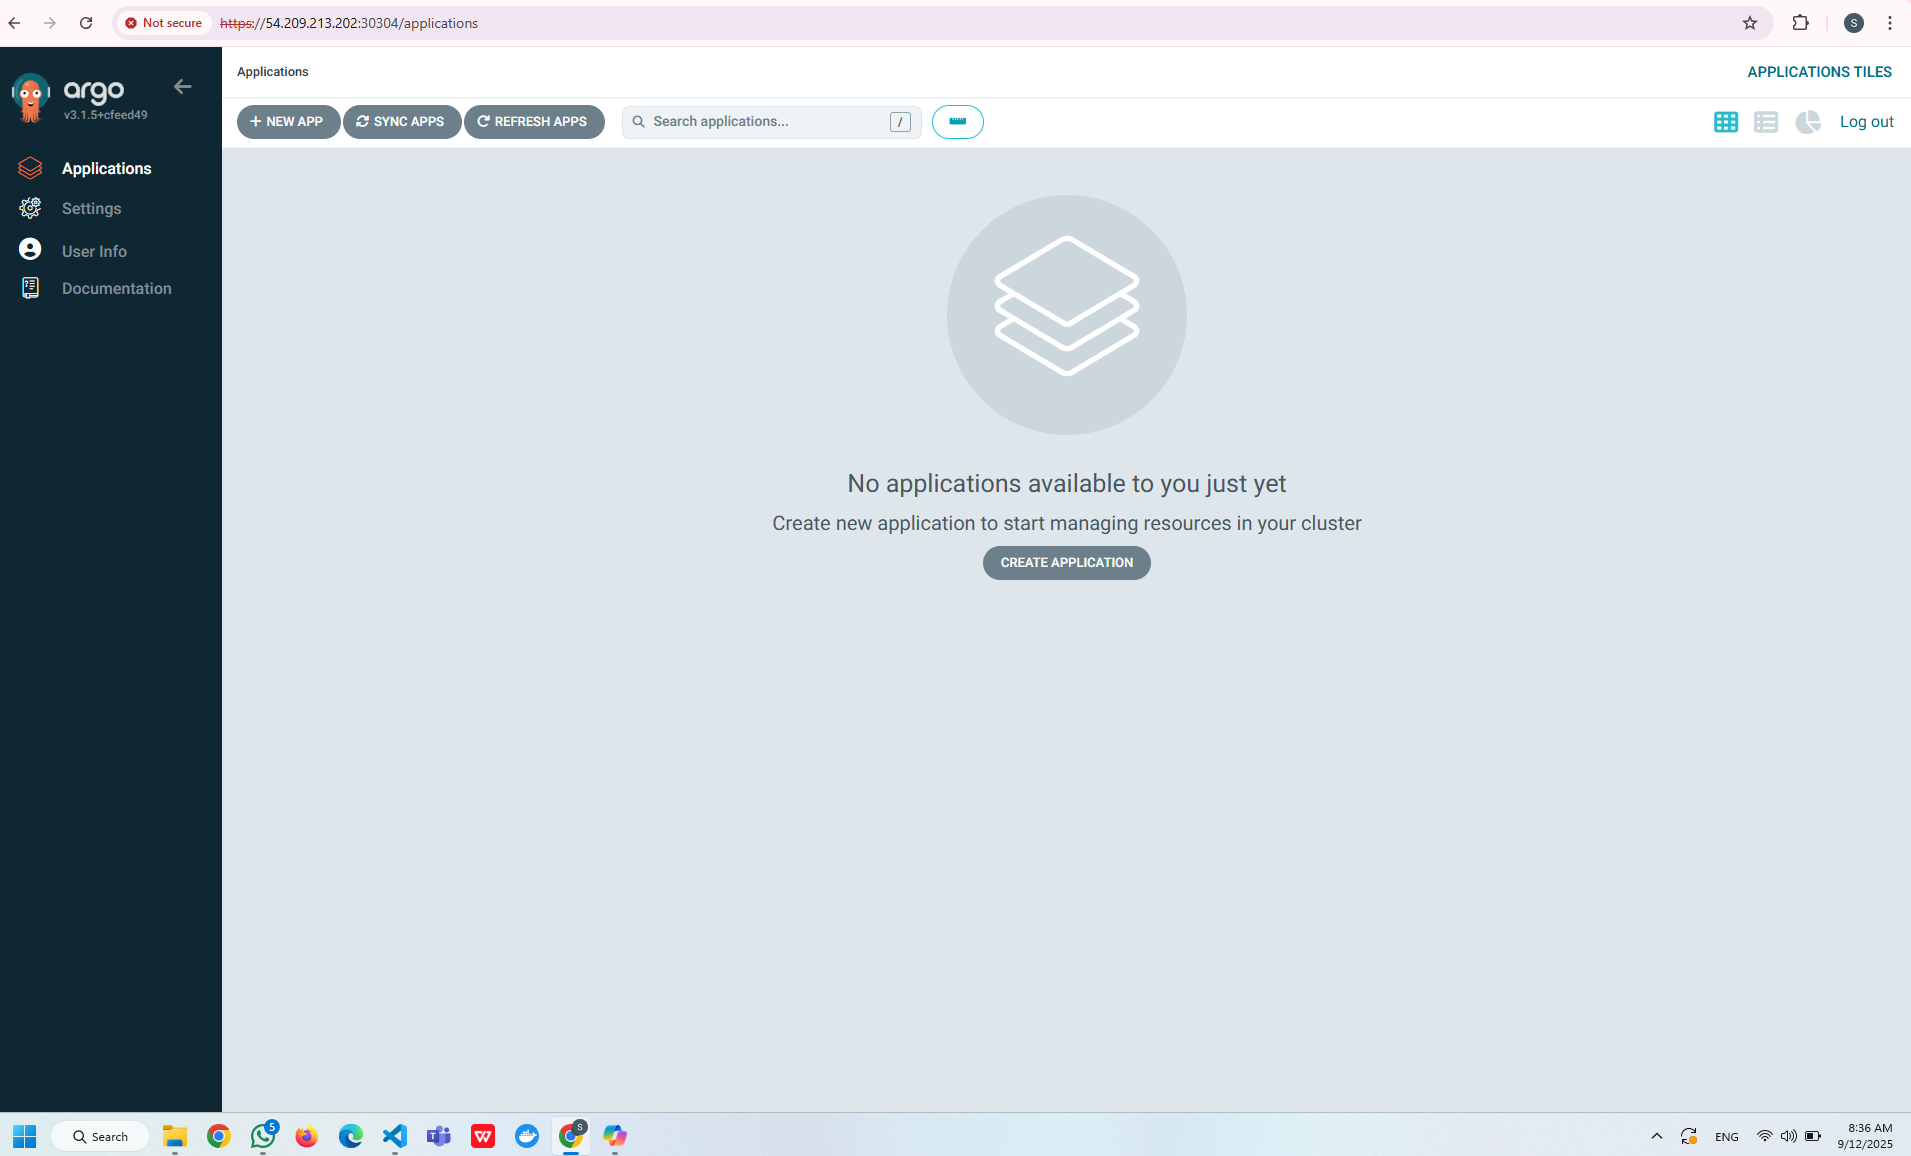 Not secure https://54.209.213.202:30304/applications S
argo
v3.1.5+cfeed49
Applications
Settings
User Info
Documentation
Applications APPLICATIONS TILES
NEW APP SYNC APPS REFRESH APPS Search applications... / Log out
No applications available to you just yet
Create new application to start managing resources in your cluster
CREATE APPLICATION
Search 5 T W S ENG 8:36 AM
9/12/2025